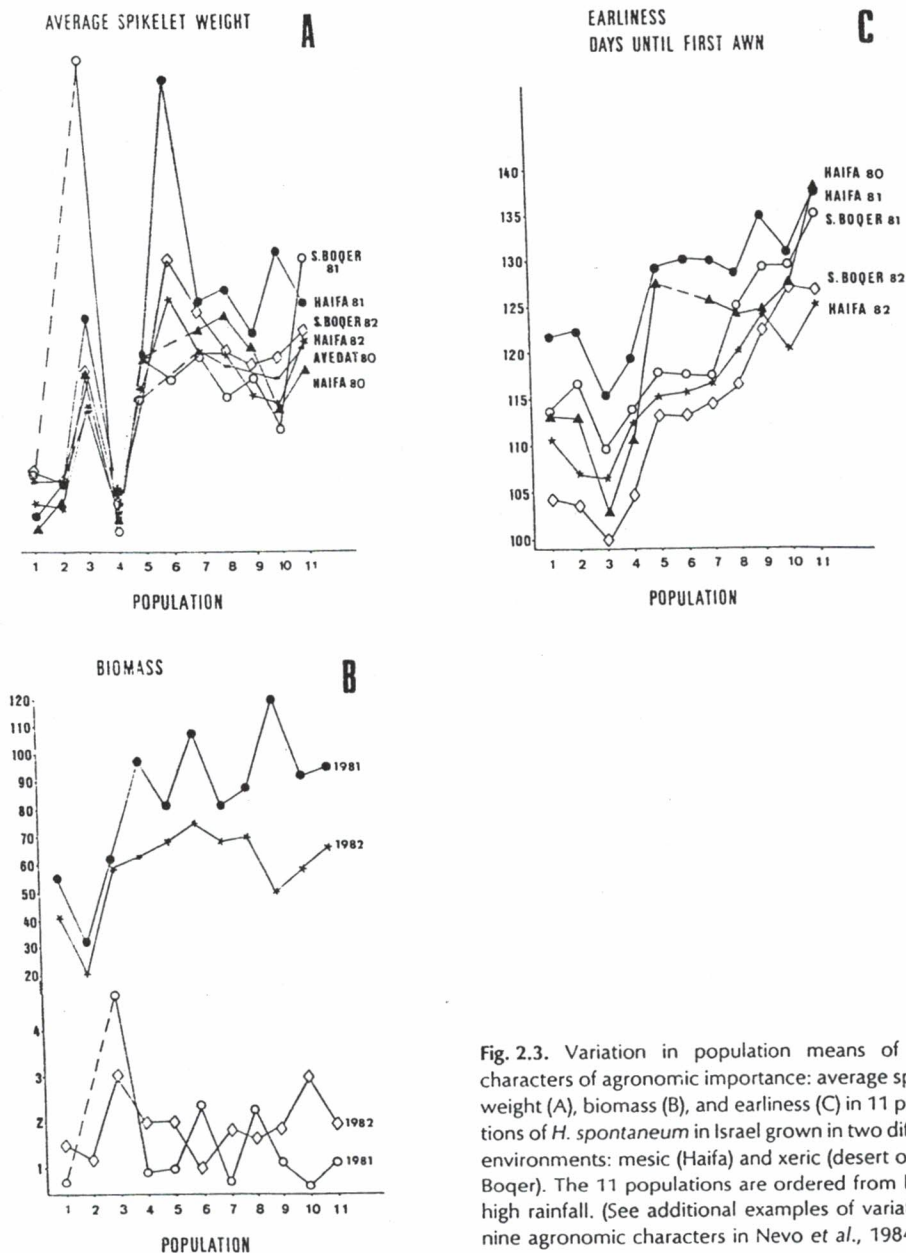 AVERAGE SPIKELET WEIGHT
A
S.BOQER
81
HAIFA 81
S.BOQER 82
HAIFA 82
AVEDAT 80
HAIFA 80
1 2 3 4 5 6 7 8 9 10 11
POPULATION
EARLINESS
DAYS UNTIL FIRST AWN
C
140
135
130
125
120
115
110
105
100
HAIFA 80
HAIFA 81
S.BOQER 81
S.BOQER 82
HAIFA 82
1 2 3 4 5 6 7 8 9 10 11
POPULATION
BIOMASS
B
120
110
100
90
80
70
60
50
40
30
20
4
3
2
1
1981
1982
1982
1981
1 2 3 4 5 6 7 8 9 10 11
POPULATION
Fig. 2.3. Variation in population means of
characters of agronomic importance: average sp
weight (A), biomass (B), and earliness (C) in 11 p
tions of H. spontaneum in Israel grown in two di
environments: mesic (Haifa) and xeric (desert o
Boqer). The 11 populations are ordered from l
high rainfall. (See additional examples of varia
nine agronomic characters in Nevo et al., 1984